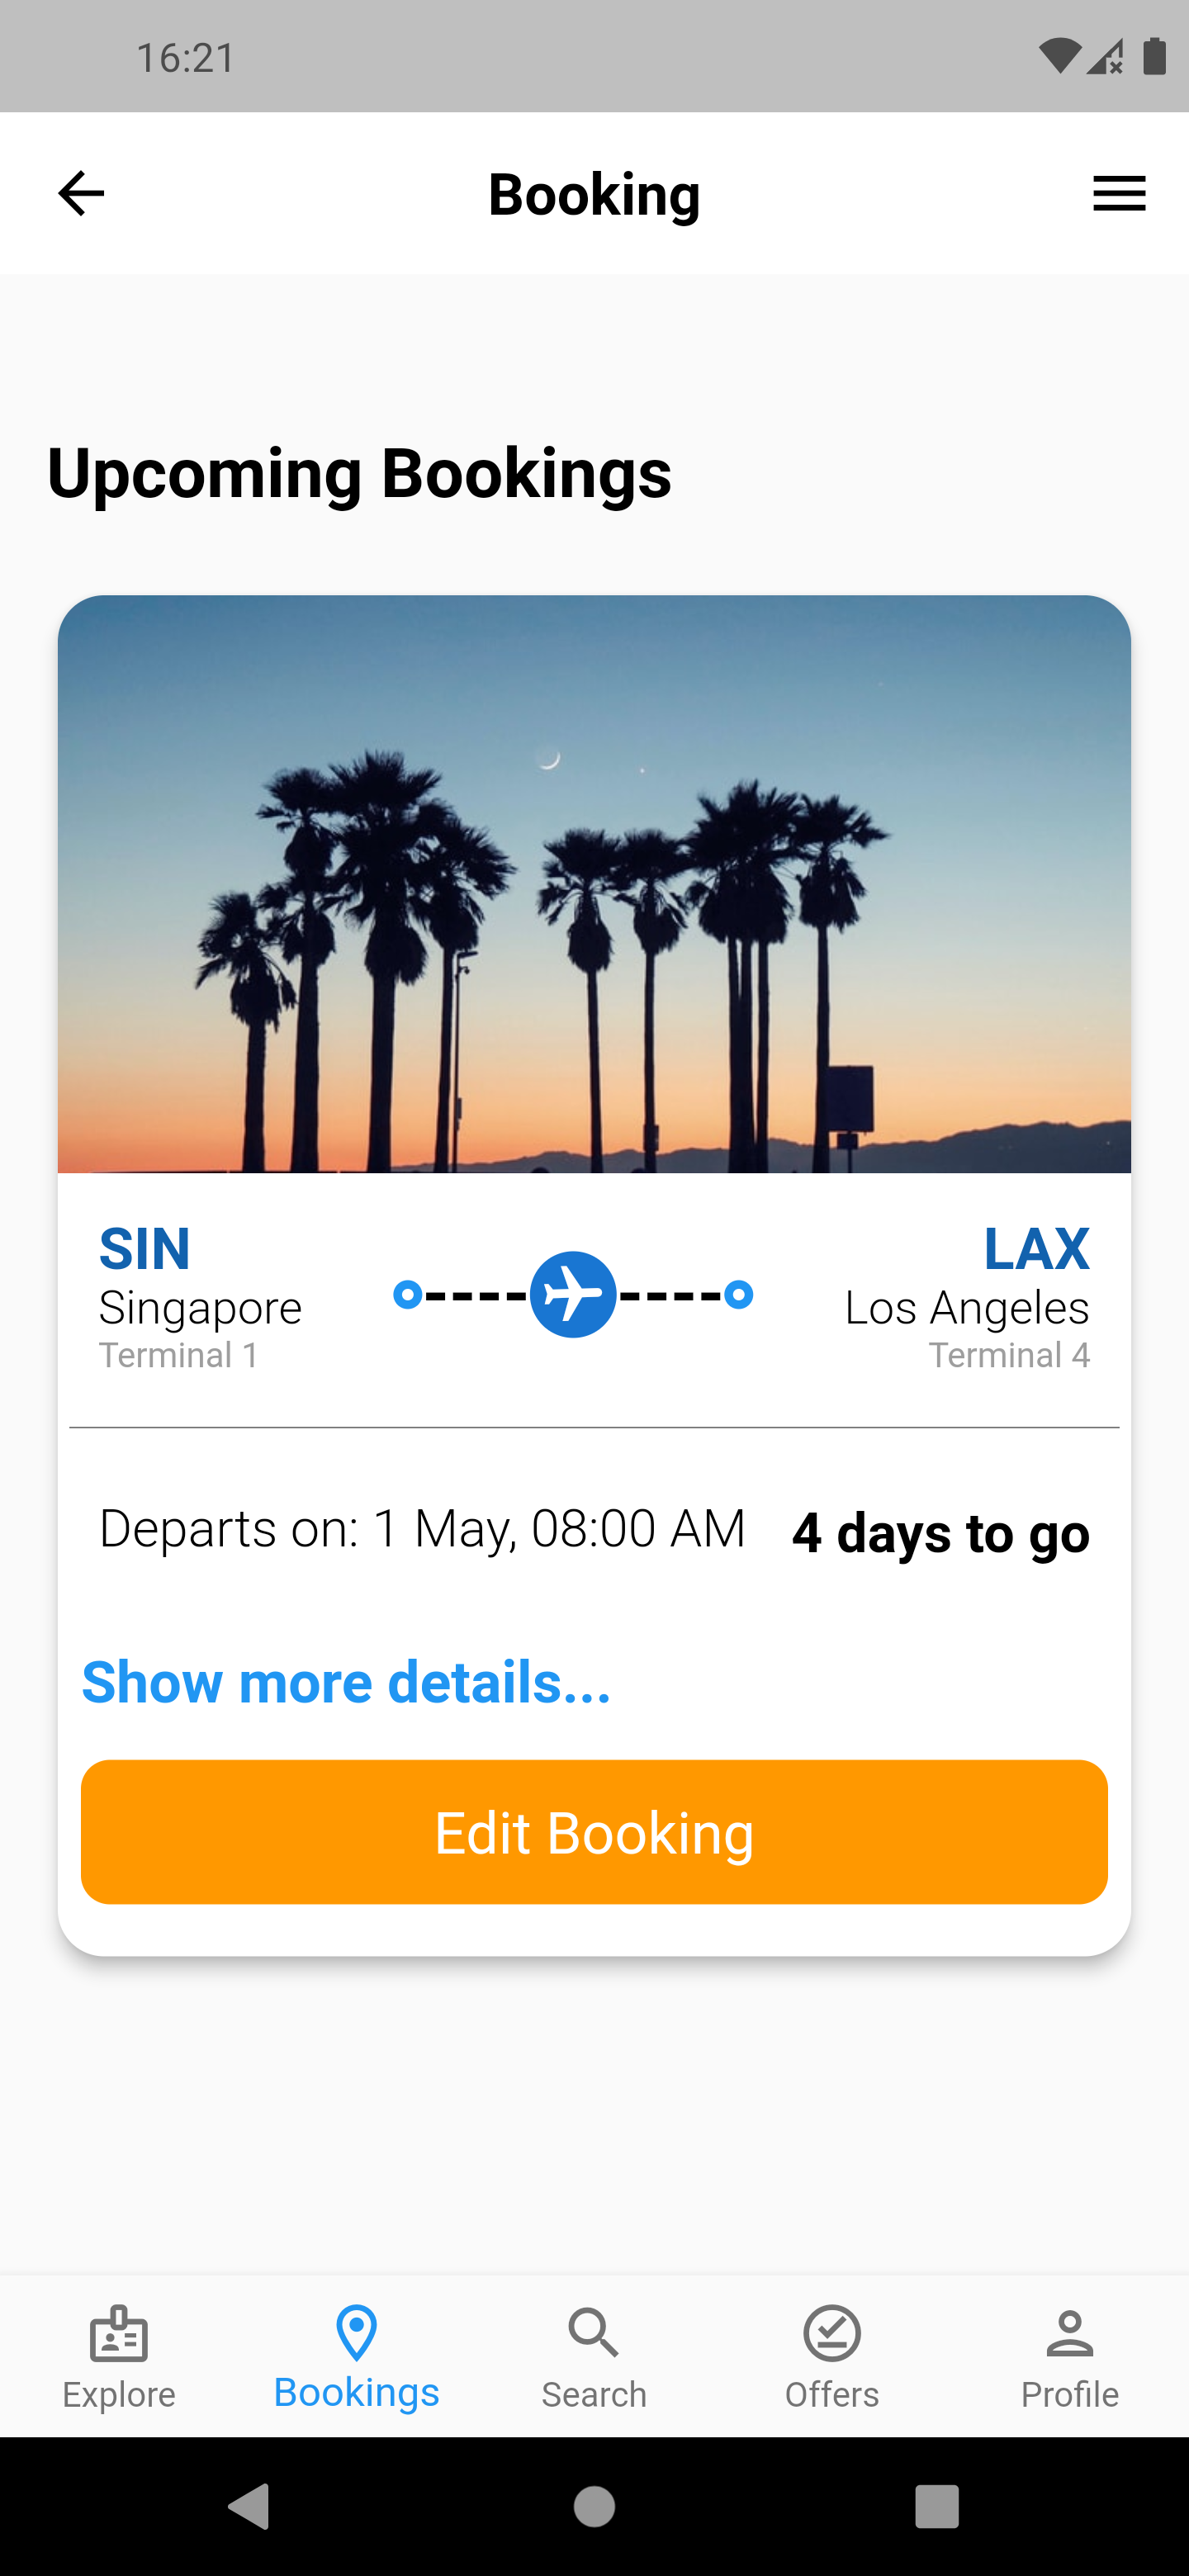 16:21
Booking
Upcoming Bookings
SIN
LAX
Singapore
Los Angeles
Terminal 1
Terminal 4
Departs on: 1 May, 08:00 AM
4 days to go
Show more details...
Edit Booking
Explore
Bookings
Search
Offers
Profile